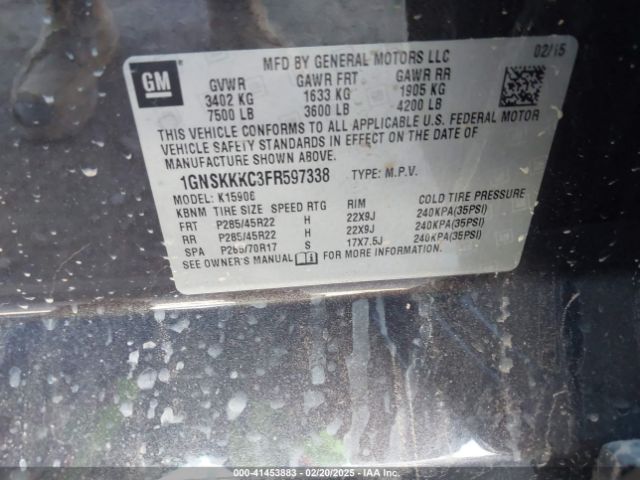 MFD BY GENERAL MOTORS LLC 02/15
GM
GVWR GAWR FRT GAWR RR
3402 KG 1633 KG 1905 KG
7500 LB 3600 LB 4200 LB
THIS VEHICLE CONFORMS TO ALL APPLICABLE U.S. FEDERAL MOTOR
VEHICLE SAFETY STANDARDS IN EFFECT ON THE DATE OF
MANUFACTURE SHOWN ABOVE.
1GNSKKKC3FR597338 TYPE: M.P.V.
MODEL: K15906
KBNM TIRE SIZE SPEED RTG RIM COLD TIRE PRESSURE
FRT P285/45R22 H 22X9J 240KPA(35PSI)
RR P285/45R22 H 22X9J 240KPA(35PSI)
SPA P265/70R17 S 17X7.5J 240KPA(35PSI)
SEE OWNER'S MANUAL FOR MORE INFORMATION.
000-41453883 - 02/20/2025 - IAA Inc.